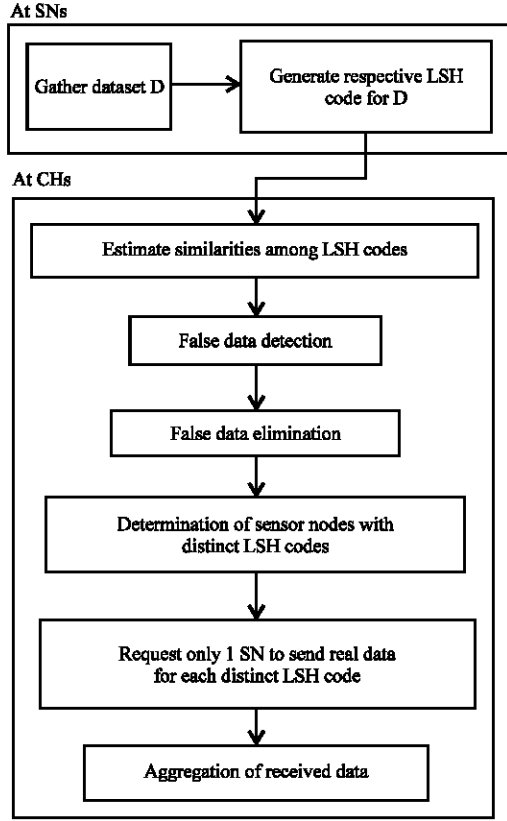 At SNs
Gather dataset D
Generate respective LSH
code for D
At CHs
Estimate similarities among LSH codes
False data detection
False data elimination
Determination of sensor nodes with
distinct LSH codes
Request only 1 SN to send real data
for each distinct LSH code
Aggregation of received data